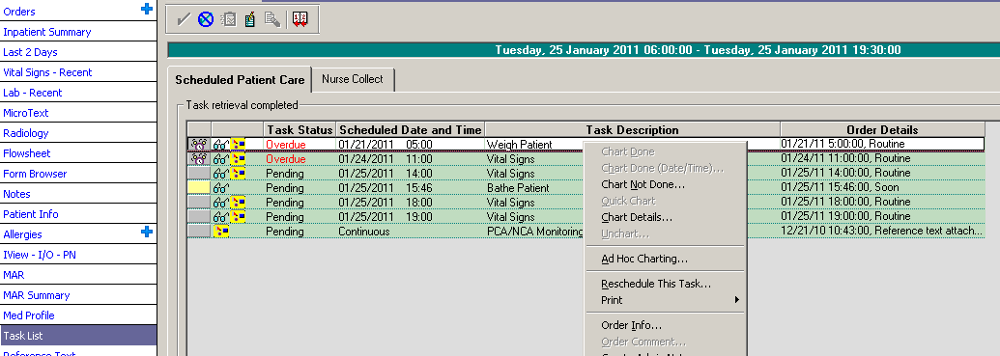 Orders
Inpatient Summary
Last 2 Days
Vital Signs - Recent
Lab - Recent
MicroText
Radiology
Flowsheet
Form Browser
Notes
Patient Info
Allergies
IView - I/O - PN
MAR
MAR Summary
Med Profile
Task List
Reference Text
Tuesday, 25 January 2011 06:00:00 - Tuesday, 25 January 2011 19:30:00
Scheduled Patient Care Nurse Collect
Task retrieval completed
Task Status Scheduled Date and Time Task Description Order Details
Overdue 01/21/2011 05:00 Weigh Patient 01/21/11 5:00:00, Routine
Overdue 01/24/2011 11:00 Vital Signs 01/24/11 11:00:00, Routine
Pending 01/25/2011 14:00 Vital Signs 01/25/11 14:00:00, Routine
Pending 01/25/2011 15:46 Bathe Patient 01/25/11 15:46:00, Soon
Pending 01/25/2011 18:00 Vital Signs 01/25/11 18:00:00, Routine
Pending 01/25/2011 19:00 Vital Signs 01/25/11 19:00:00, Routine
Pending Continuous PCA/NCA Monitoring 12/21/10 10:43:00, Reference text attach...
Chart Done
Chart Done (Date/Time)...
Chart Not Done...
Quick Chart
Chart Details...
Unchart...
Ad Hoc Charting...
Reschedule This Task...
Print
Order Info...
Order Comment...